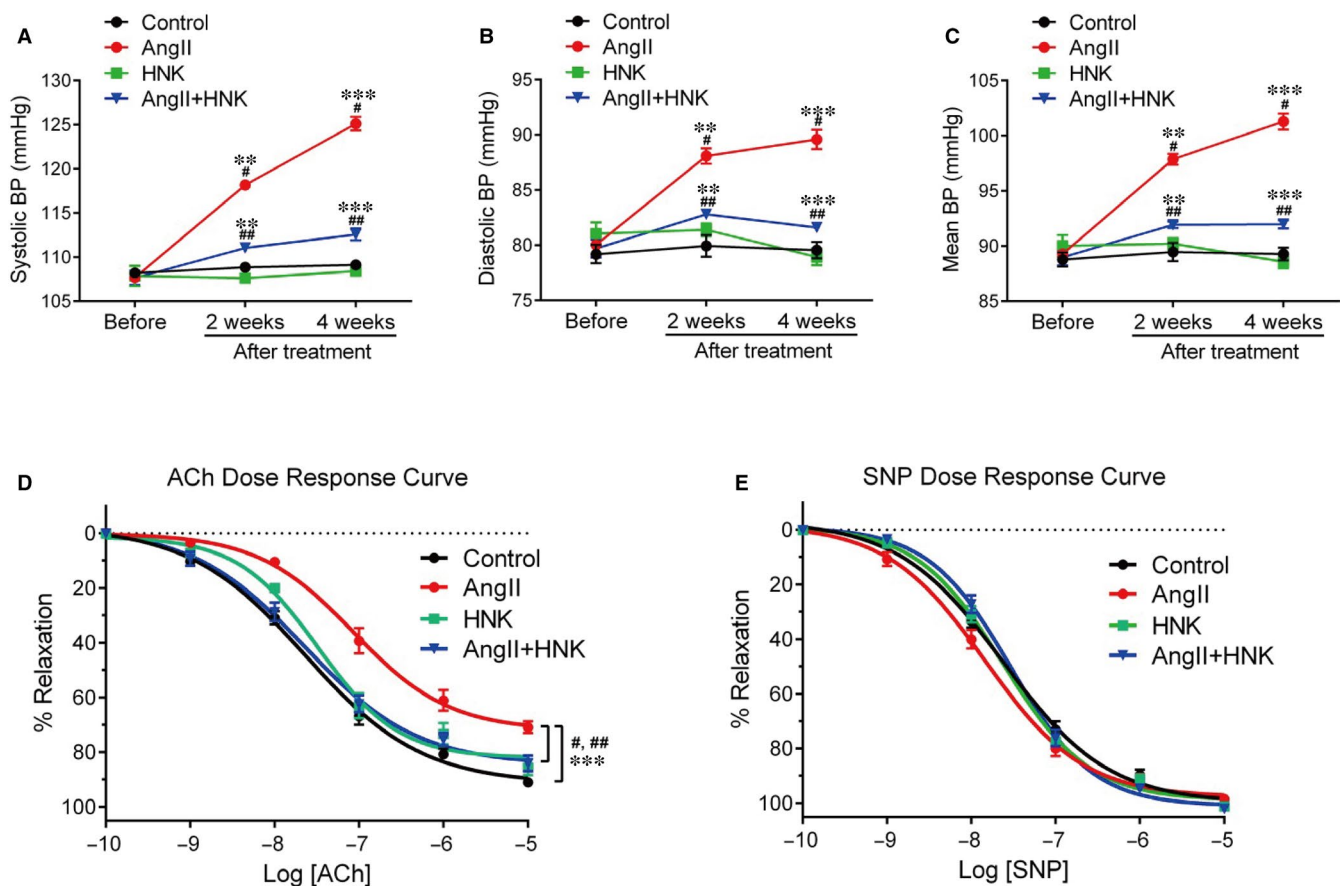 A
Control
AngII
HNK
AngII+HNK
Systolic BP (mmHg)
130
125
120
115
110
105
**
#
***
#
**
##
***
##
Before
2 weeks
4 weeks
After treatment
B
Control
AngII
HNK
AngII+HNK
Diastolic BP (mmHg)
95
90
85
80
75
**
#
***
#
**
##
***
##
Before
2 weeks
4 weeks
After treatment
C
Control
AngII
HNK
AngII+HNK
Mean BP (mmHg)
105
100
95
90
85
**
#
***
#
**
##
***
##
Before
2 weeks
4 weeks
After treatment
D
ACh Dose Response Curve
% Relaxation
0
20
40
60
80
100
Control
AngII
HNK
AngII+HNK
#, ##
***
−10
−9
−8
−7
−6
−5
Log [ACh]
E
SNP Dose Response Curve
% Relaxation
0
20
40
60
80
100
Control
AngII
HNK
AngII+HNK
−10
−9
−8
−7
−6
−5
Log [SNP]